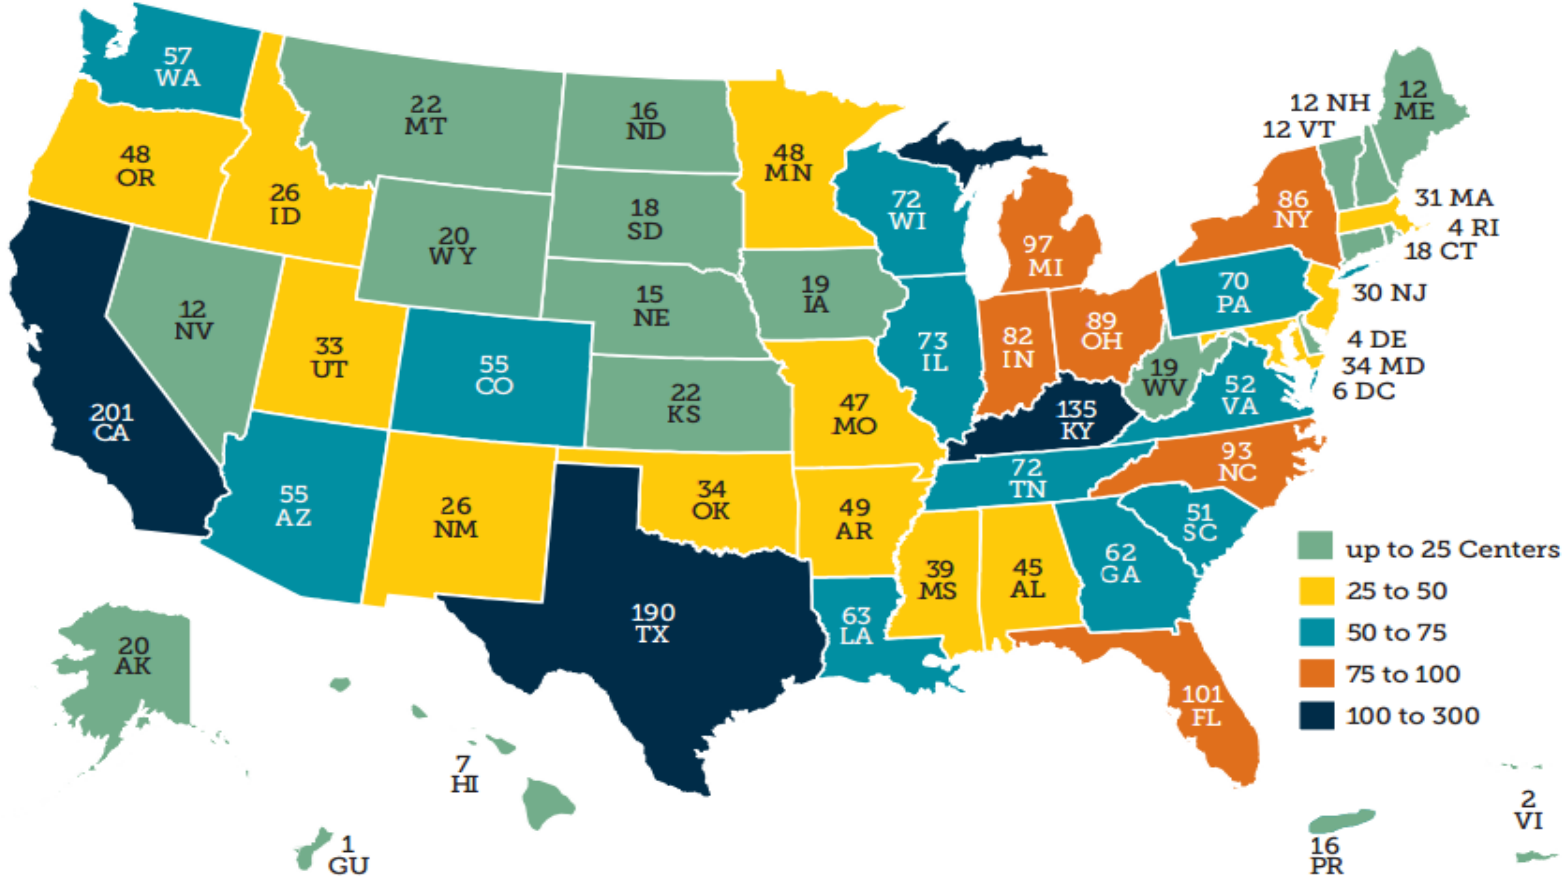 57
WA
48
OR
26
ID
22
MT
16
ND
48
MN
18
SD
20
WY
72
WI
97
MI
86
NY
12 NH
12 VT
12
ME
31 MA
4 RI
18 CT
30 NJ
4 DE
34 MD
6 DC
70
PA
12
NV
33
UT
55
CO
15
NE
19
IA
73
IL
82
IN
89
OH
19
WV
52
VA
201
CA
22
KS
47
MO
135
KY
93
NC
55
AZ
26
NM
34
OK
49
AR
72
TN
51
SC
62
GA
45
AL
39
MS
63
LA
190
TX
101
FL
20
AK
7
HI
1
GU
16
PR
2
VI
up to 25 Centers
25 to 50
50 to 75
75 to 100
100 to 300